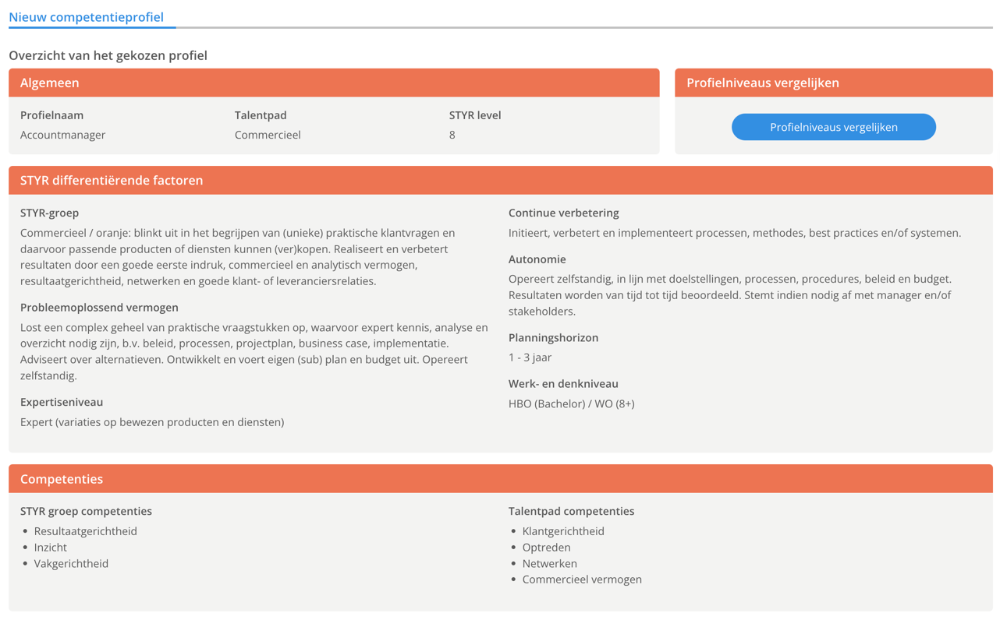 Nieuw competentieprofiel
Overzicht van het gekozen profiel
Algemeen
Profielnaam
Accountmanager
Talentpad
Commercieel
STYR level
8
Profielniveaus vergelijken
Profielniveaus vergelijken
STYR differentiërende factoren
STYR-groep
Commercieel / oranje: blinkt uit in het begrijpen van (unieke) praktische klantvragen en
daarvoor passende producten of diensten kunnen (ver)kopen. Realiseert en verbetert
resultaten door een goede eerste indruk, commercieel en analytisch vermogen,
resultaatgerichtheid, netwerken en goede klant- of leveranciersrelaties.
Probleemoplossend vermogen
Lost een complex geheel van praktische vraagstukken op, waarvoor expert kennis, analyse en
overzicht nodig zijn, b.v. beleid, processen, projectplan, business case, implementatie.
Adviseert over alternatieven. Ontwikkelt en voert eigen (sub) plan en budget uit. Opereert
zelfstandig.
Expertiseniveau
Expert (variaties op bewezen producten en diensten)
Continue verbetering
Initieert, verbetert en implementeert processen, methodes, best practices en/of systemen.
Autonomie
Opereert zelfstandig, in lijn met doelstellingen, processen, procedures, beleid en budget.
Resultaten worden van tijd tot tijd beoordeeld. Stemt indien nodig af met manager en/of
stakeholders.
Planningshorizon
1 - 3 jaar
Werk- en denkniveau
HBO (Bachelor) / WO (8+)
Competenties
STYR groep competenties
• Resultaatgerichtheid
• Inzicht
• Vakgerichtheid
Talentpad competenties
• Klantgerichtheid
• Optreden
• Netwerken
• Commercieel vermogen